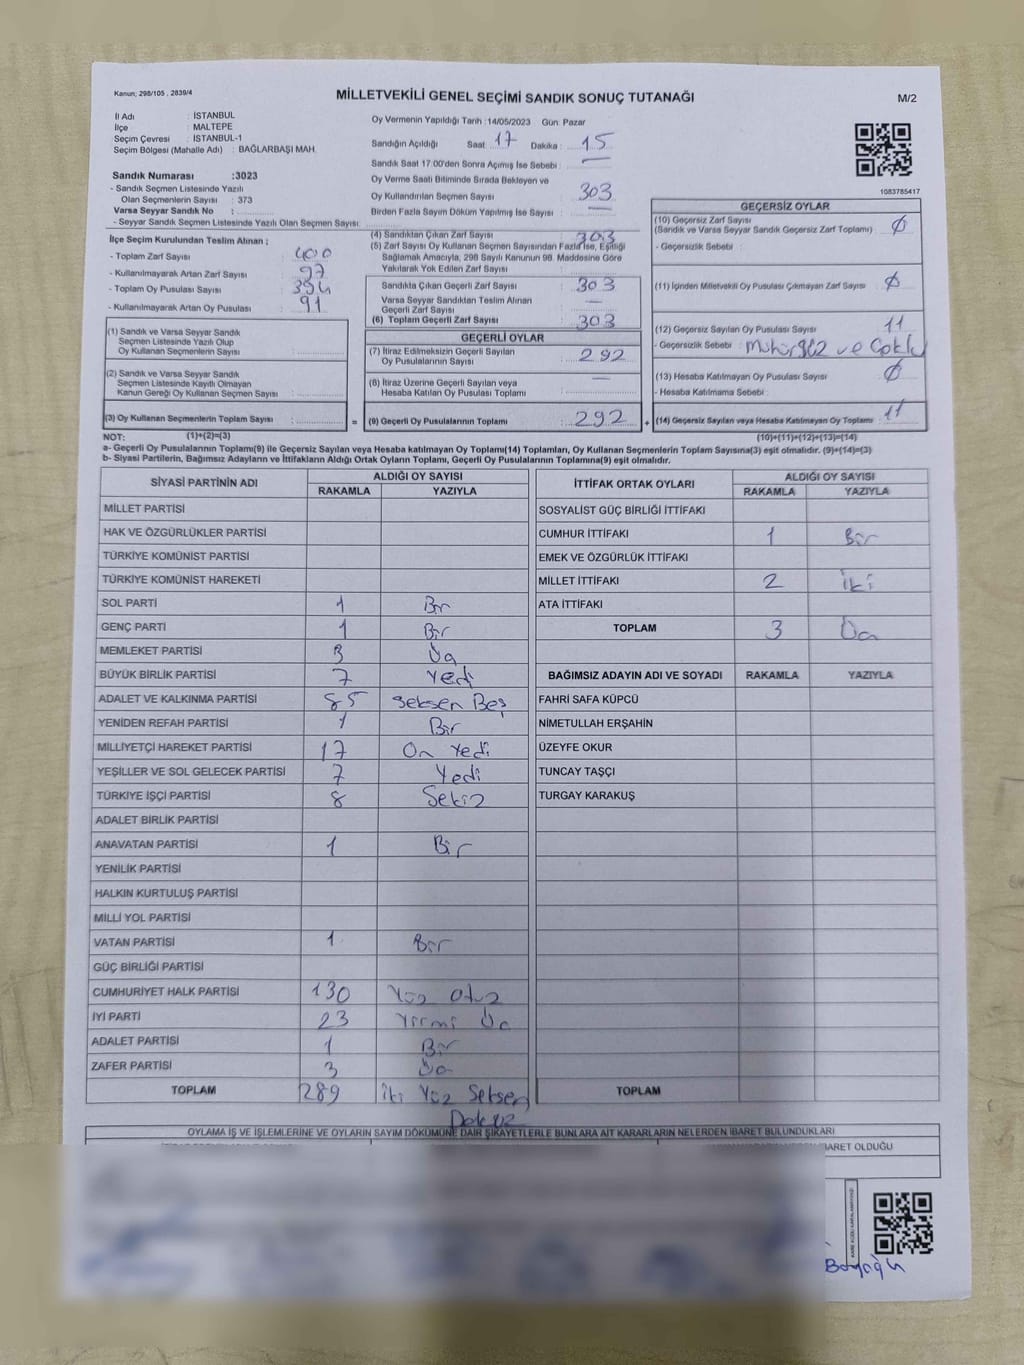 Kanun; 298/105 , 2839/4
MİLLETVEKİLİ GENEL SEÇİMİ SANDIK SONUÇ TUTANAĞI
M/2
İl Adı : İSTANBUL
İlçe : MALTEPE
Seçim Çevresi : İSTANBUL-1
Seçim Bölgesi (Mahalle Adı) : BAĞLARBAŞI MAH.
Sandık Numarası :3023
- Sandık Seçmen Listesinde Yazılı
Olan Seçmenlerin Sayısı : 373
Varsa Seyyar Sandık No :
- Seyyar Sandık Seçmen Listesinde Yazılı Olan Seçmen Sayısı:
Oy Vermenin Yapıldığı Tarih :14/05/2023 Gün: Pazar
Sandığın Açıldığı Saat : 17 Dakika : 15
Sandık Saat 17:00'den Sonra Açımış İse Sebebi : —
Oy Verme Saati Bitiminde Sırada Bekleyen ve
Oy Kullandırılan Seçmen Sayısı : 303
Birden Fazla Sayım Döküm Yapılmış İse Sayısı : —
1083785417
İlçe Seçim Kurulundan Teslim Alınan ;
- Toplam Zarf Sayısı : 400
- Kullanılmayarak Artan Zarf Sayısı : 97
- Toplam Oy Pusulası Sayısı : 394
- Kullanılmayarak Artan Oy Pusulası : 91
(4) Sandıktan Çıkan Zarf Sayısı : 303
(5) Zarf Sayısı Oy Kullanan Seçmen Sayısından Fazla İse, Eşitliği
Sağlamak Amacıyla, 298 Sayılı Kanunun 98. Maddesine Göre
Yakılarak Yok Edilen Zarf Sayısı :
Sandıkta Çıkan Geçerli Zarf Sayısı : 303
Varsa Seyyar Sandıktan Teslim Alınan
Geçerli Zarf Sayısı : —
(6) Toplam Geçerli Zarf Sayısı : 303
GEÇERSİZ OYLAR
(10) Geçersiz Zarf Sayısı
(Sandık ve Varsa Seyyar Sandık Geçersiz Zarf Toplamı) : Ø
- Geçersizlik Sebebi :
(11) İçinden Milletvekili Oy Pusulası Çıkmayan Zarf Sayısı : Ø
(12) Geçersiz Sayılan Oy Pusulası Sayısı : 11
- Geçersizlik Sebebi : Mühürsüz ve Çoklu
(13) Hesaba Katılmayan Oy Pusulası Sayısı : Ø
- Hesaba Katılmama Sebebi :
(1) Sandık ve Varsa Seyyar Sandık
Seçmen Listesinde Yazılı Olup
Oy Kullanan Seçmenlerin Sayısı :
(2) Sandık ve Varsa Seyyar Sandık
Seçmen Listesinde Kayıtlı Olmayan
Kanun Gereği Oy Kullanan Seçmen Sayısı :
GEÇERLİ OYLAR
(7) İtiraz Edilmeksizin Geçerli Sayılan
Oy Pusulalarının Sayısı : 292
(8) İtiraz Üzerine Geçerli Sayılan veya
Hesaba Katılan Oy Pusulası Toplamı : —
(3) Oy Kullanan Seçmenlerin Toplam Sayısı :
= (9) Geçerli Oy Pusulalarının Toplamı : 292
+ (14) Geçersiz Sayılan veya Hesaba Katılmayan Oy Toplamı : 11
NOT: (1)+(2)=(3) (10)+(11)+(12)+(13)=(14)
a- Geçerli Oy Pusulalarının Toplamı(9) ile Geçersiz Sayılan veya Hesaba katılmayan Oy Toplamı(14) Toplamları, Oy Kullanan Seçmenlerin Toplam Sayısına(3) eşit olmalıdır. (9)+(14)=(3)
b- Siyasi Partilerin, Bağımsız Adayların ve İttifakların Aldığı Ortak Oyların Toplamı, Geçerli Oy Pusulalarının Toplamına(9) eşit olmalıdır.
SİYASİ PARTİNİN ADI ALDIĞI OY SAYISI
RAKAMLA YAZIYLA
MİLLET PARTİSİ
HAK VE ÖZGÜRLÜKLER PARTİSİ
TÜRKİYE KOMÜNİST PARTİSİ
TÜRKİYE KOMÜNİST HAREKETİ
SOL PARTİ 1 Bir
GENÇ PARTİ 1 Bir
MEMLEKET PARTİSİ 3 Üç
BÜYÜK BİRLİK PARTİSİ 7 Yedi
ADALET VE KALKINMA PARTİSİ 85 Seksen Beş
YENİDEN REFAH PARTİSİ 1 Bir
MİLLİYETÇİ HAREKET PARTİSİ 17 On Yedi
YEŞİLLER VE SOL GELECEK PARTİSİ 7 Yedi
TÜRKİYE İŞÇİ PARTİSİ 8 Sekiz
ADALET BİRLİK PARTİSİ
ANAVATAN PARTİSİ 1 Bir
YENİLİK PARTİSİ
HALKIN KURTULUŞ PARTİSİ
MİLLİ YOL PARTİSİ
VATAN PARTİSİ 1 Bir
GÜÇ BİRLİĞİ PARTİSİ
CUMHURİYET HALK PARTİSİ 130 Yüz Otuz
İYİ PARTİ 23 Yirmi Üç
ADALET PARTİSİ 1 Bir
ZAFER PARTİSİ 3 Üç
TOPLAM 289 İki Yüz Seksen
Dokuz
İTTİFAK ORTAK OYLARI ALDIĞI OY SAYISI
RAKAMLA YAZIYLA
SOSYALİST GÜÇ BİRLİĞİ İTTİFAKI
CUMHUR İTTİFAKI 1 Bir
EMEK VE ÖZGÜRLÜK İTTİFAKI
MİLLET İTTİFAKI 2 İki
ATA İTTİFAKI
TOPLAM 3 Üç
BAĞIMSIZ ADAYIN ADI VE SOYADI RAKAMLA YAZIYLA
FAHRİ SAFA KÜPCÜ
NİMETULLAH ERŞAHİN
ÜZEYFE OKUR
TUNCAY TAŞÇI
TURGAY KARAKUŞ
TOPLAM
OYLAMA İŞ VE İŞLEMLERİNE VE OYLARIN SAYIM DÖKÜMÜNE DAİR ŞİKAYETLERLE BUNLARA AİT KARARLARIN NELERDEN İBARET BULUNDUKLARI
İBARET OLDUĞU